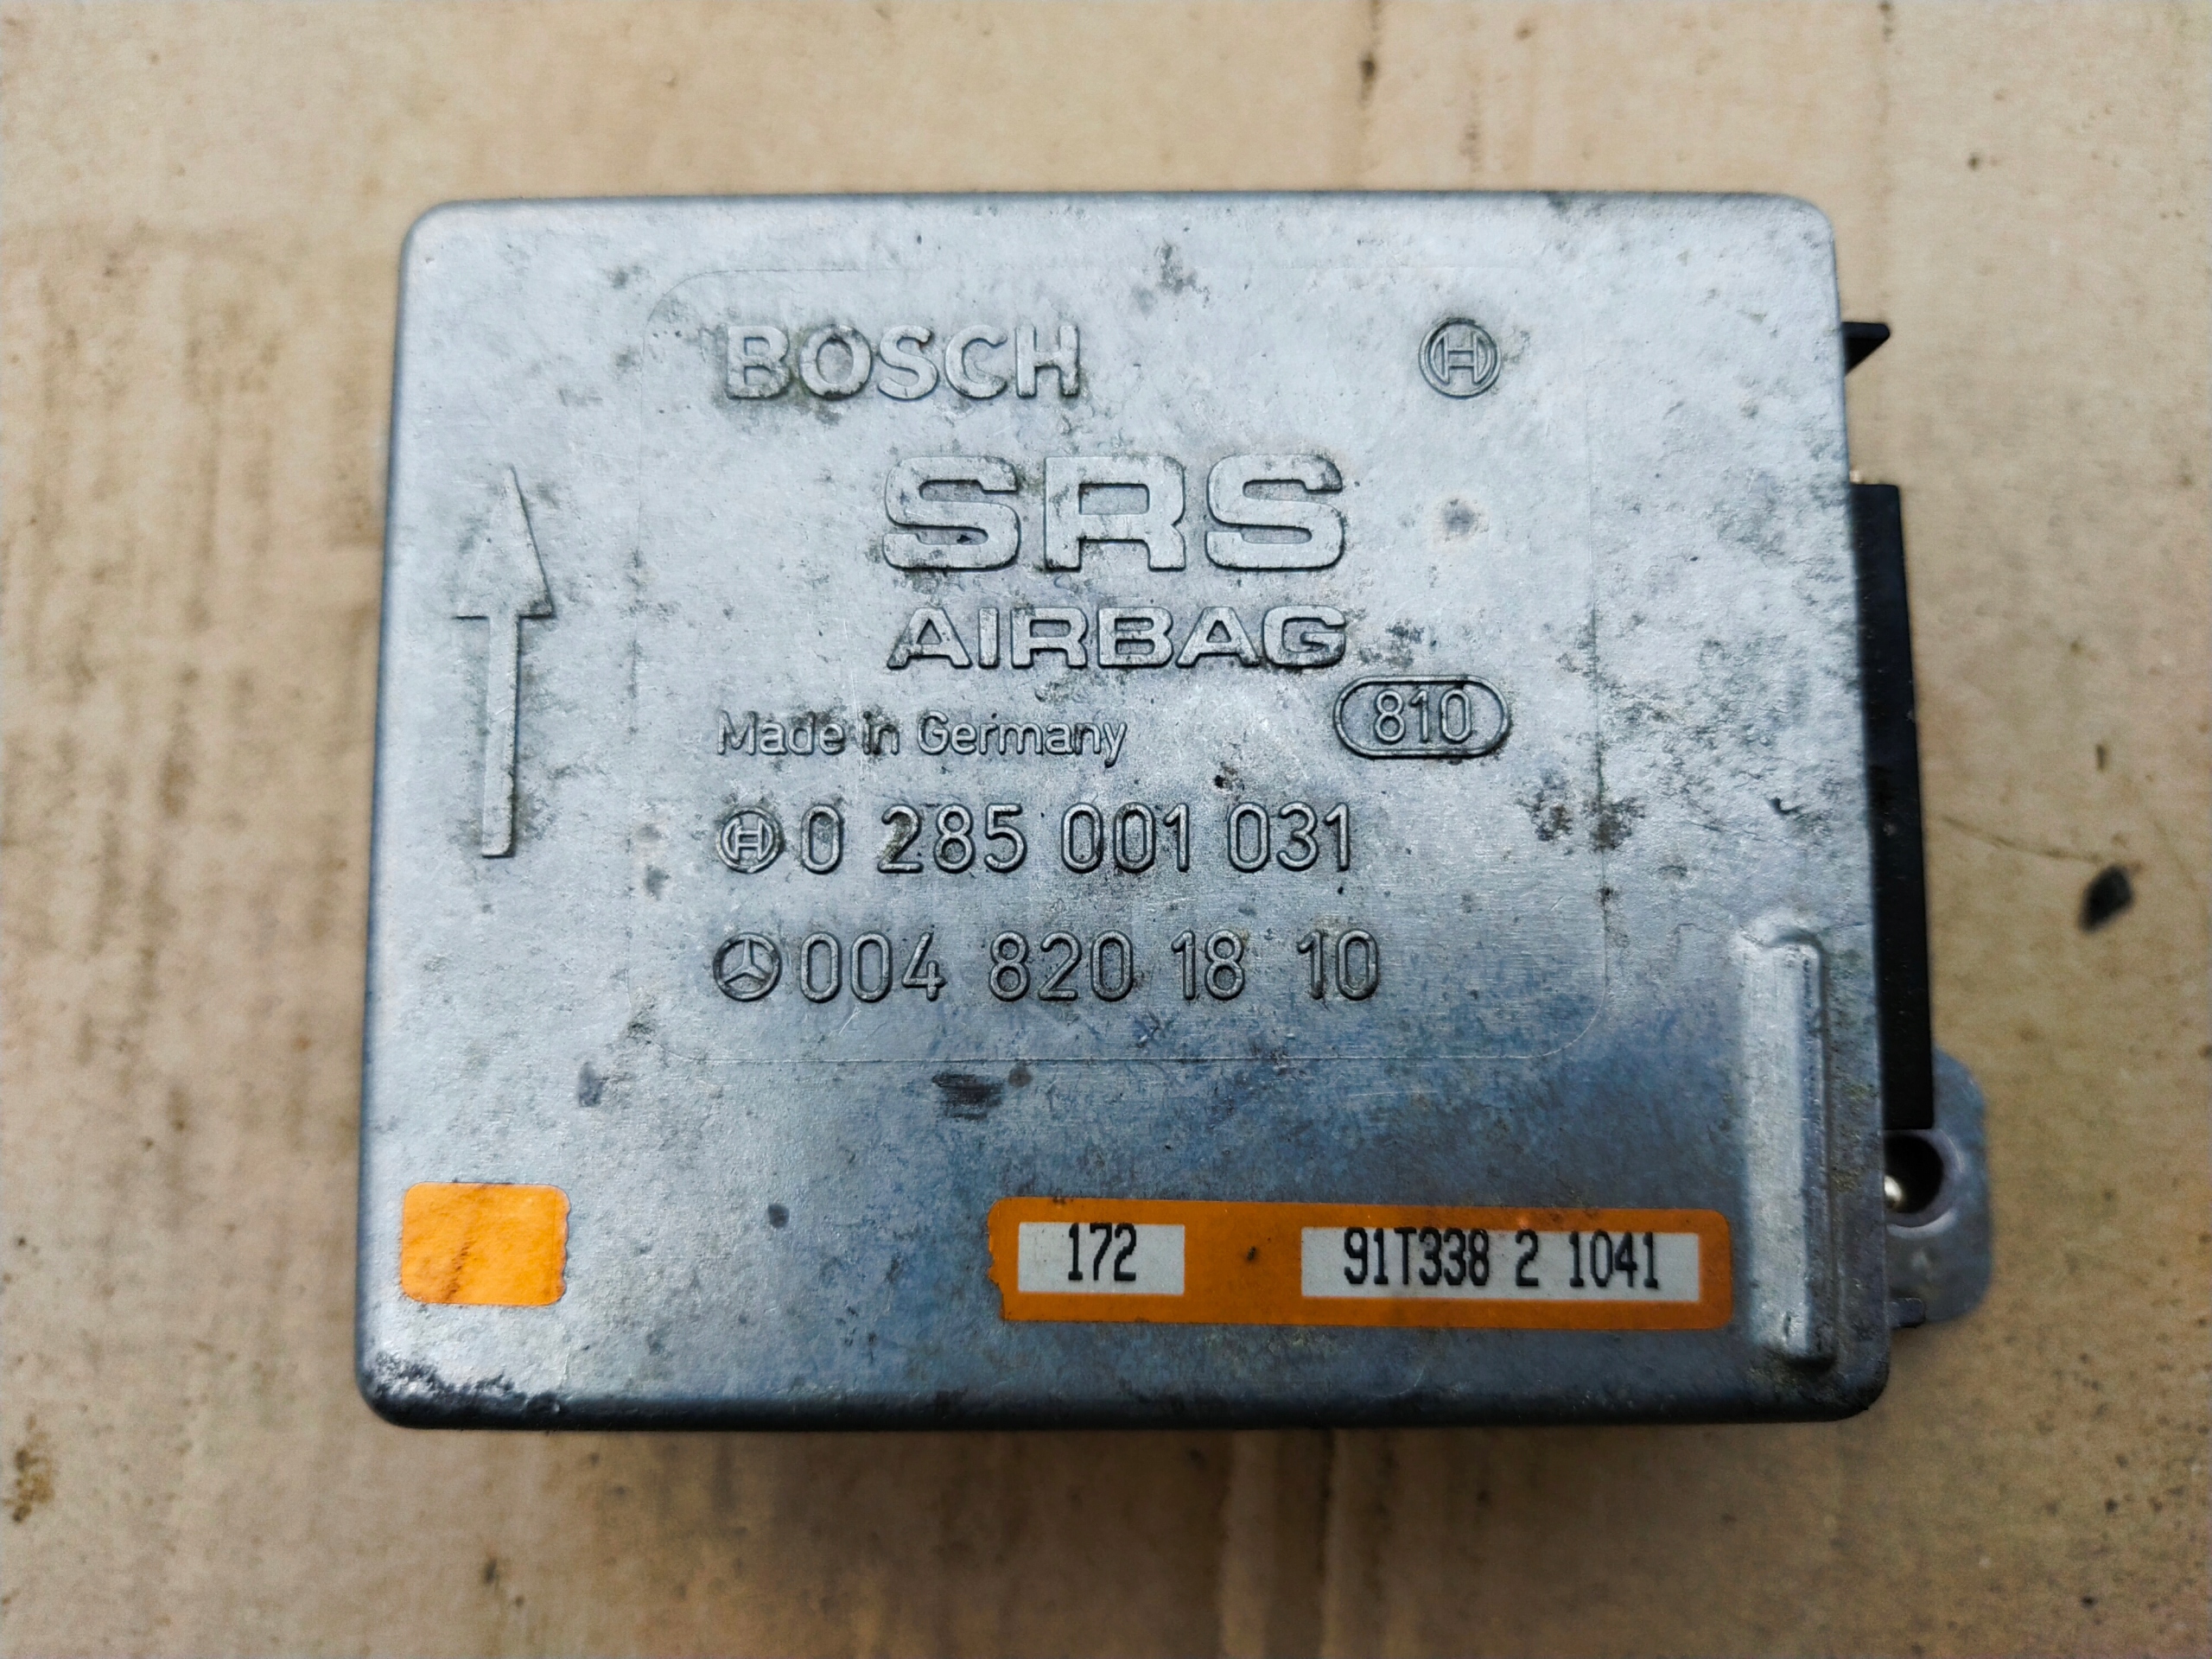 BOSCH
SRS
AIRBAG
Made in Germany 810
0 285 001 031
004 820 18 10
172 91T338 2 1041